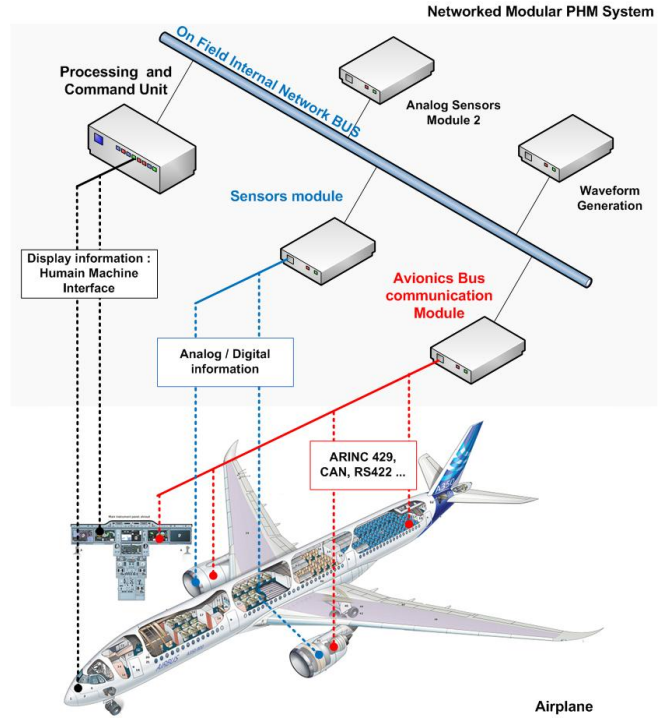 Networked Modular PHM System
On Field Internal Network BUS
Processing and
Command Unit
Analog Sensors
Module 2
Waveform
Generation
Sensors module
Display information :
Humain Machine
Interface
Avionics Bus
communication
Module
Analog / Digital
information
ARINC 429,
CAN, RS422 ...
Airplane